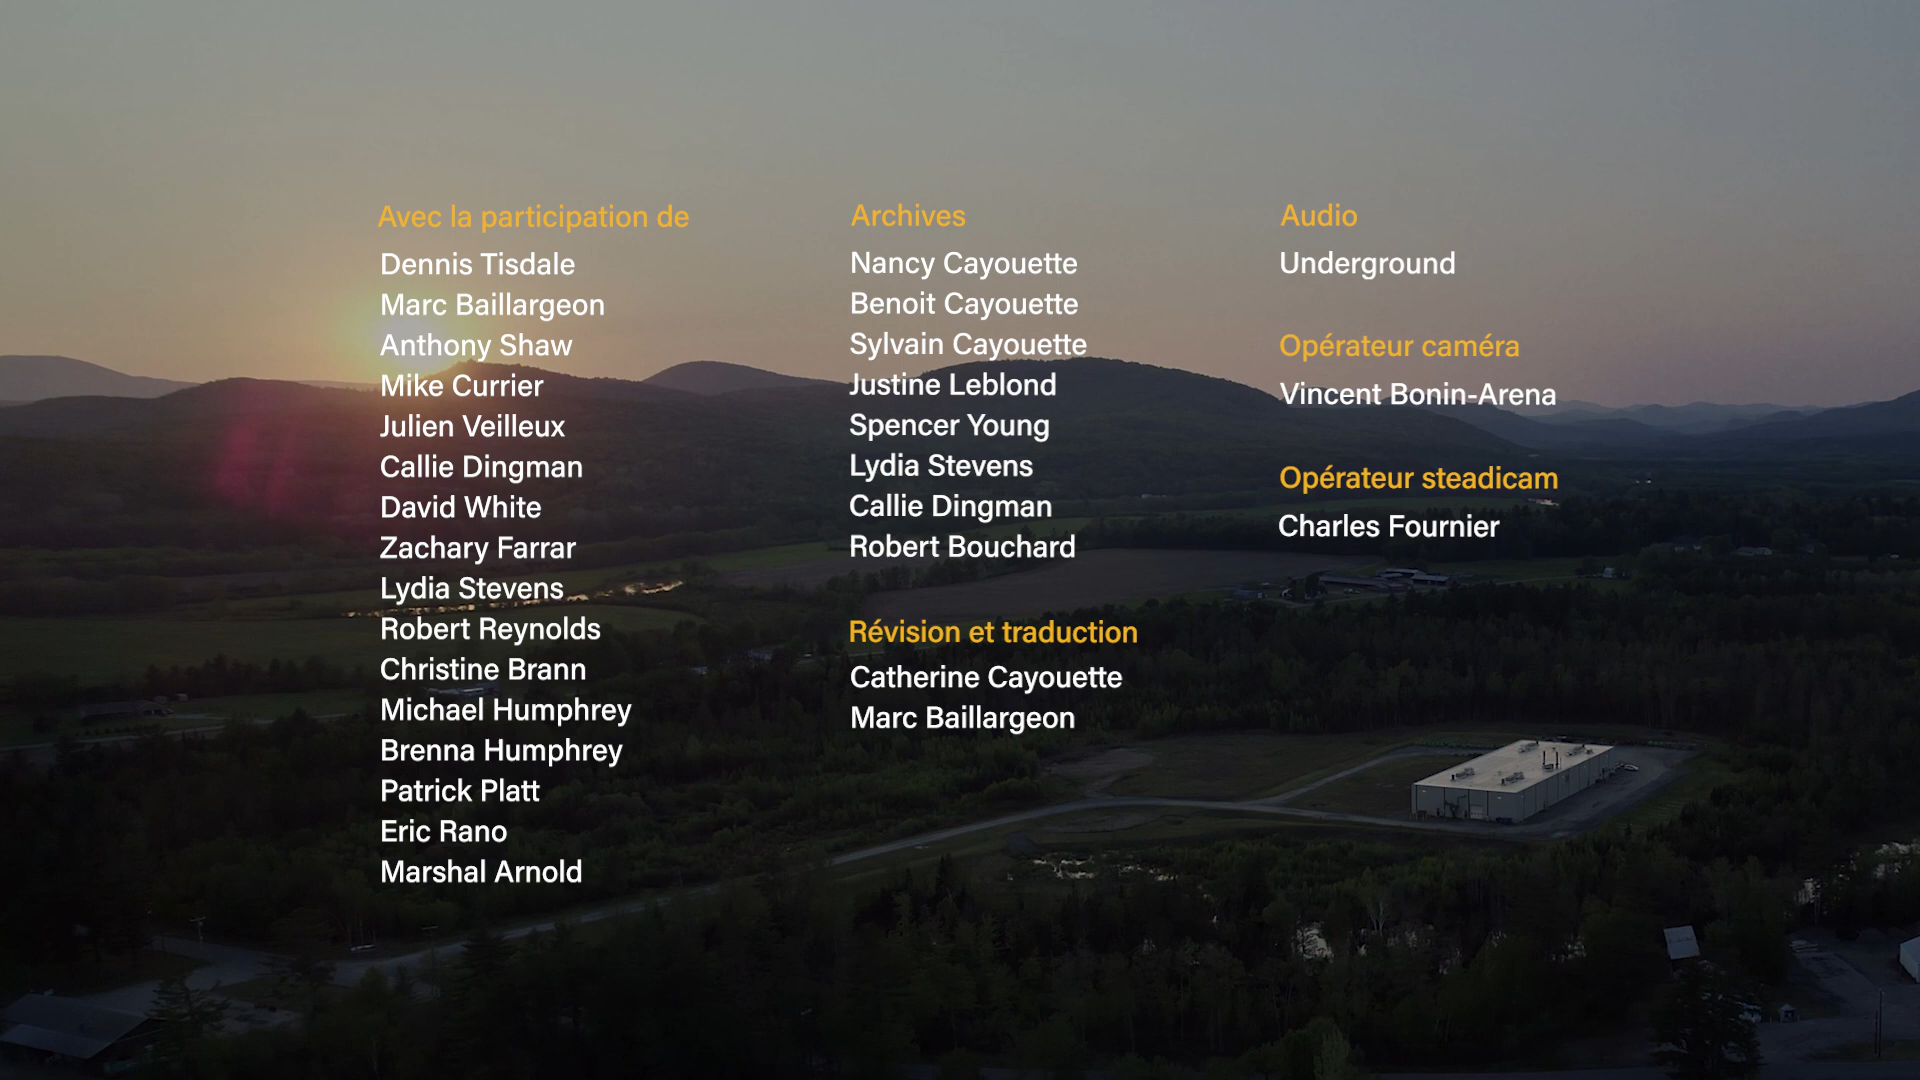 Avec la participation de
Dennis Tisdale
Marc Baillargeon
Anthony Shaw
Mike Currier
Julien Veilleux
Callie Dingman
David White
Zachary Farrar
Lydia Stevens
Robert Reynolds
Christine Brann
Michael Humphrey
Brenna Humphrey
Patrick Platt
Eric Rano
Marshal Arnold
Archives
Nancy Cayouette
Benoit Cayouette
Sylvain Cayouette
Justine Leblond
Spencer Young
Lydia Stevens
Callie Dingman
Robert Bouchard
Révision et traduction
Catherine Cayouette
Marc Baillargeon
Audio
Underground
Opérateur caméra
Vincent Bonin-Arena
Opérateur steadicam
Charles Fournier